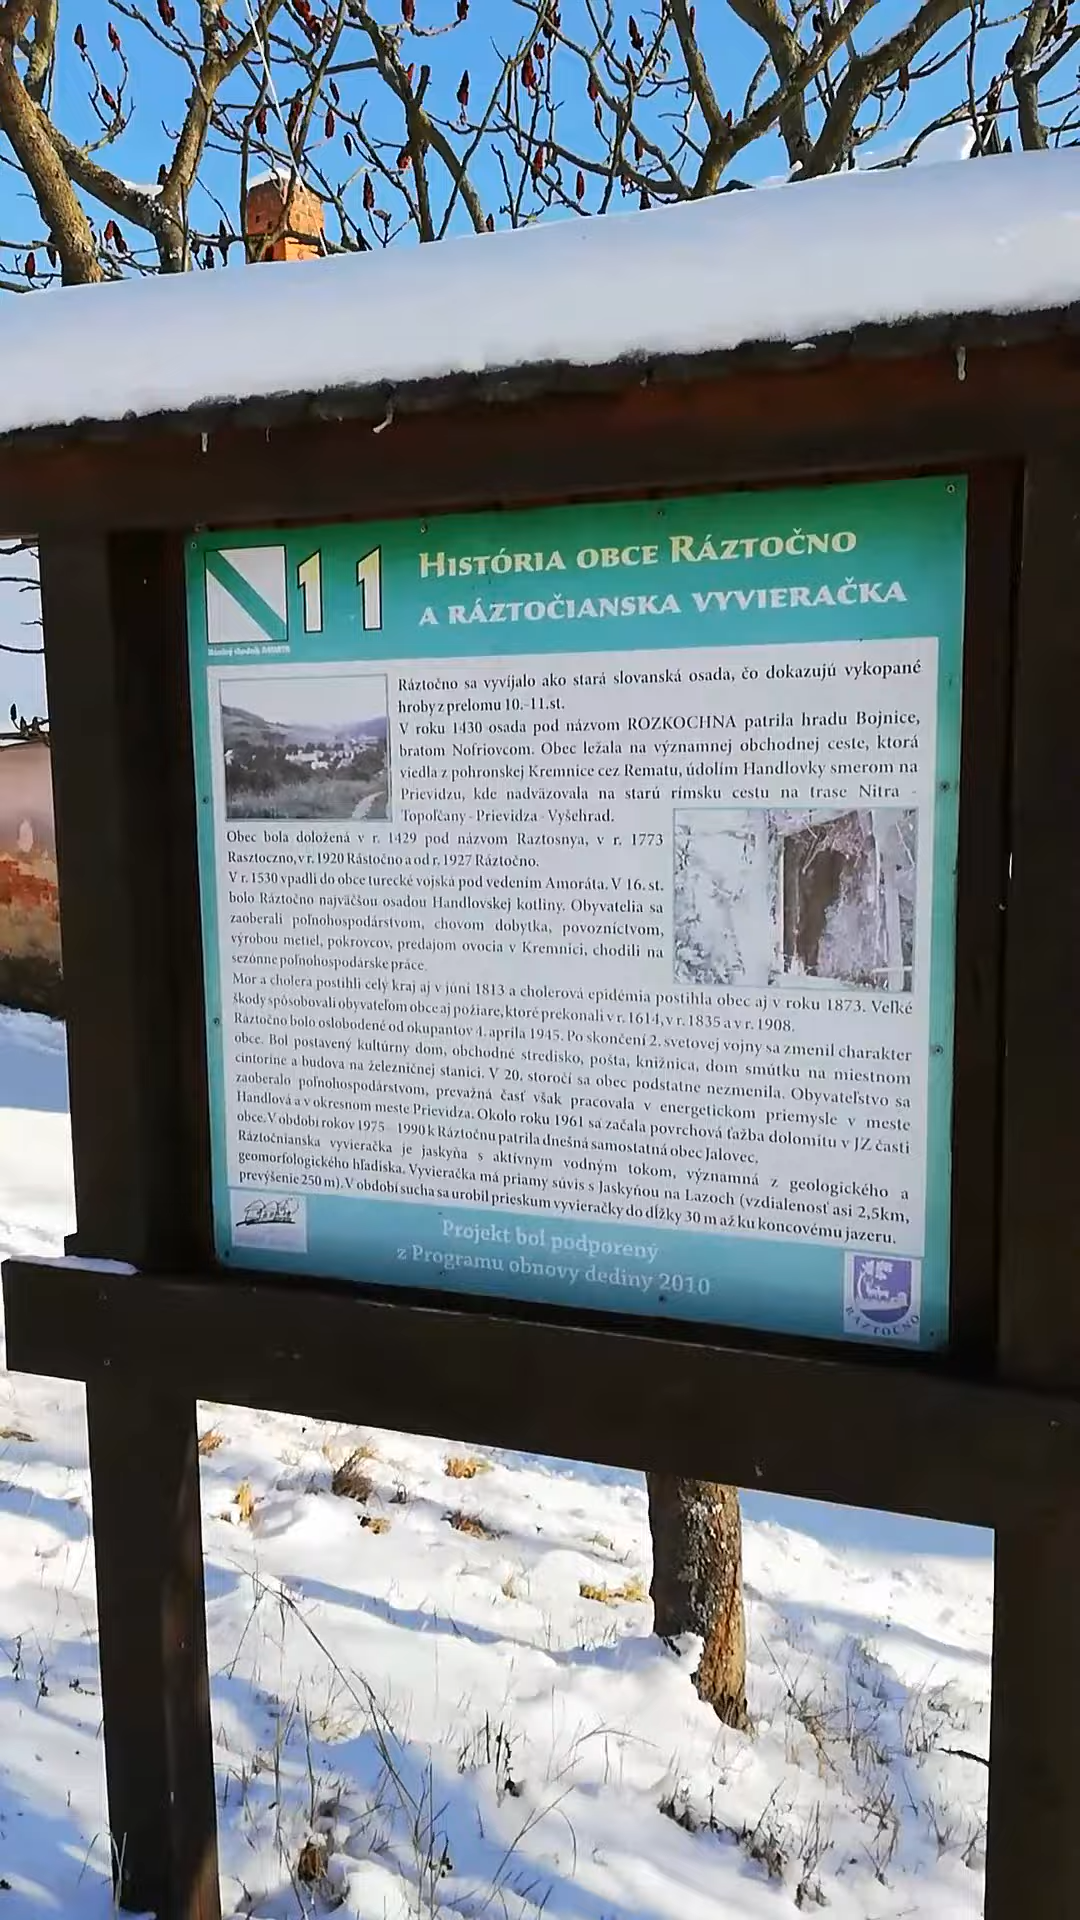 11
HISTÓRIA OBCE RÁZTOČNO
A RÁZTOČIANSKA VYVIERAČKA
Náučný chodník
Ráztočno sa vyvíjalo ako stará slovanská osada, čo dokazujú vykopané
hroby z prelomu 10.-11.st.
V roku 1430 osada pod názvom ROZKOCHNA patrila hradu Bojnice,
bratom Nofriovcom. Obec ležala na významnej obchodnej ceste, ktorá
viedla z pohronskej Kremnice cez Rematu, údolím Handlovky smerom na
Prievidzu, kde nadväzovala na starú rímsku cestu na trase Nitra -
Topoľčany - Prievidza - Vyšehrad.
Obec bola doložená v r. 1429 pod názvom Raztosnya, v r. 1773
Rasztoczno, v r. 1920 Rástočno a od r. 1927 Ráztočno.
V r. 1530 vpadli do obce turecké vojská pod vedením Amoráta. V 16. st.
bolo Ráztočno najväčšou osadou Handlovskej kotliny. Obyvatelia sa
zaoberali poľnohospodárstvom, chovom dobytka, povozníctvom,
výrobou metiel, pokrovcov, predajom ovocia v Kremnici, chodili na
sezónne poľnohospodárske práce.
Mor a cholera postihli celý kraj aj v júni 1813 a cholerová epidémia postihla obec aj v roku 1873. Veľké
škody spôsobovali obyvateľom obce aj požiare, ktoré prekonali v r. 1614, v r. 1835 a v r. 1908.
Ráztočno bolo oslobodené od okupantov 4. apríla 1945. Po skončení 2. svetovej vojny sa zmenil charakter
obce. Bol postavený kultúrny dom, obchodné stredisko, pošta, knižnica, dom smútku na miestnom
cintoríne a budova na železničnej stanici. V 20. storočí sa obec podstatne nezmenila. Obyvateľstvo sa
zaoberalo poľnohospodárstvom, prevažná časť však pracovala v energetickom priemysle v meste
Handlová a v okresnom meste Prievidza. Okolo roku 1961 sa začala povrchová ťažba dolomitu v JZ časti
obce. V období rokov 1975 - 1990 k Ráztočnu patrila dnešná samostatná obec Jalovec.
Ráztočnianska vyvieračka je jaskyňa s aktívnym vodným tokom, významná z geologického a
geomorfologického hľadiska. Vyvieračka má priamy súvis s Jaskyňou na Lazoch (vzdialenosť asi 2,5km,
prevýšenie 250 m). V období sucha sa urobil prieskum vyvieračky do dĺžky 30 m až ku koncovému jazeru.
Projekt bol podporený
z Programu obnovy dediny 2010
RÁZTOČNO